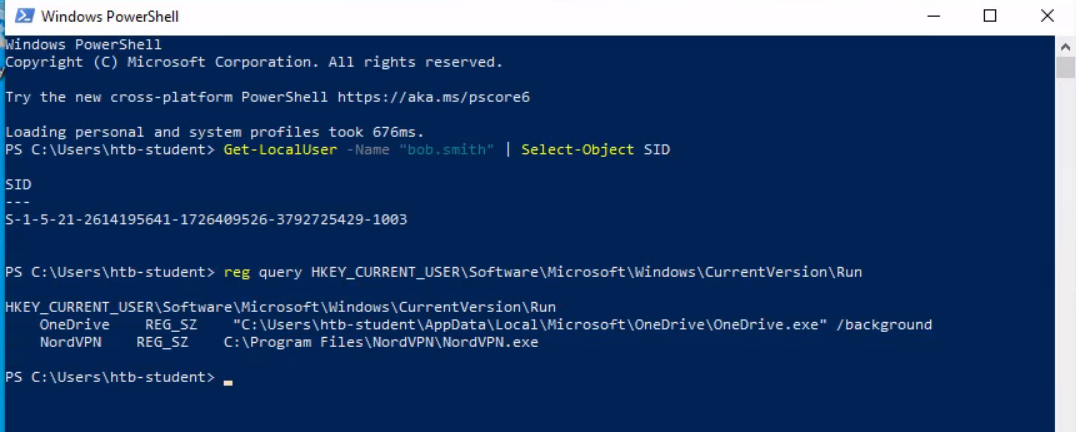 Windows PowerShell
Windows PowerShell
Copyright (C) Microsoft Corporation. All rights reserved.
Try the new cross-platform PowerShell https://aka.ms/pscore6
Loading personal and system profiles took 676ms.
PS C:\Users\htb-student> Get-LocalUser -Name "bob.smith" | Select-Object SID
SID
---
S-1-5-21-2614195641-1726409526-3792725429-1003
PS C:\Users\htb-student> reg query HKEY_CURRENT_USER\Software\Microsoft\Windows\CurrentVersion\Run
HKEY_CURRENT_USER\Software\Microsoft\Windows\CurrentVersion\Run
    OneDrive    REG_SZ    "C:\Users\htb-student\AppData\Local\Microsoft\OneDrive\OneDrive.exe" /background
    NordVPN    REG_SZ    C:\Program Files\NordVPN\NordVPN.exe
PS C:\Users\htb-student>